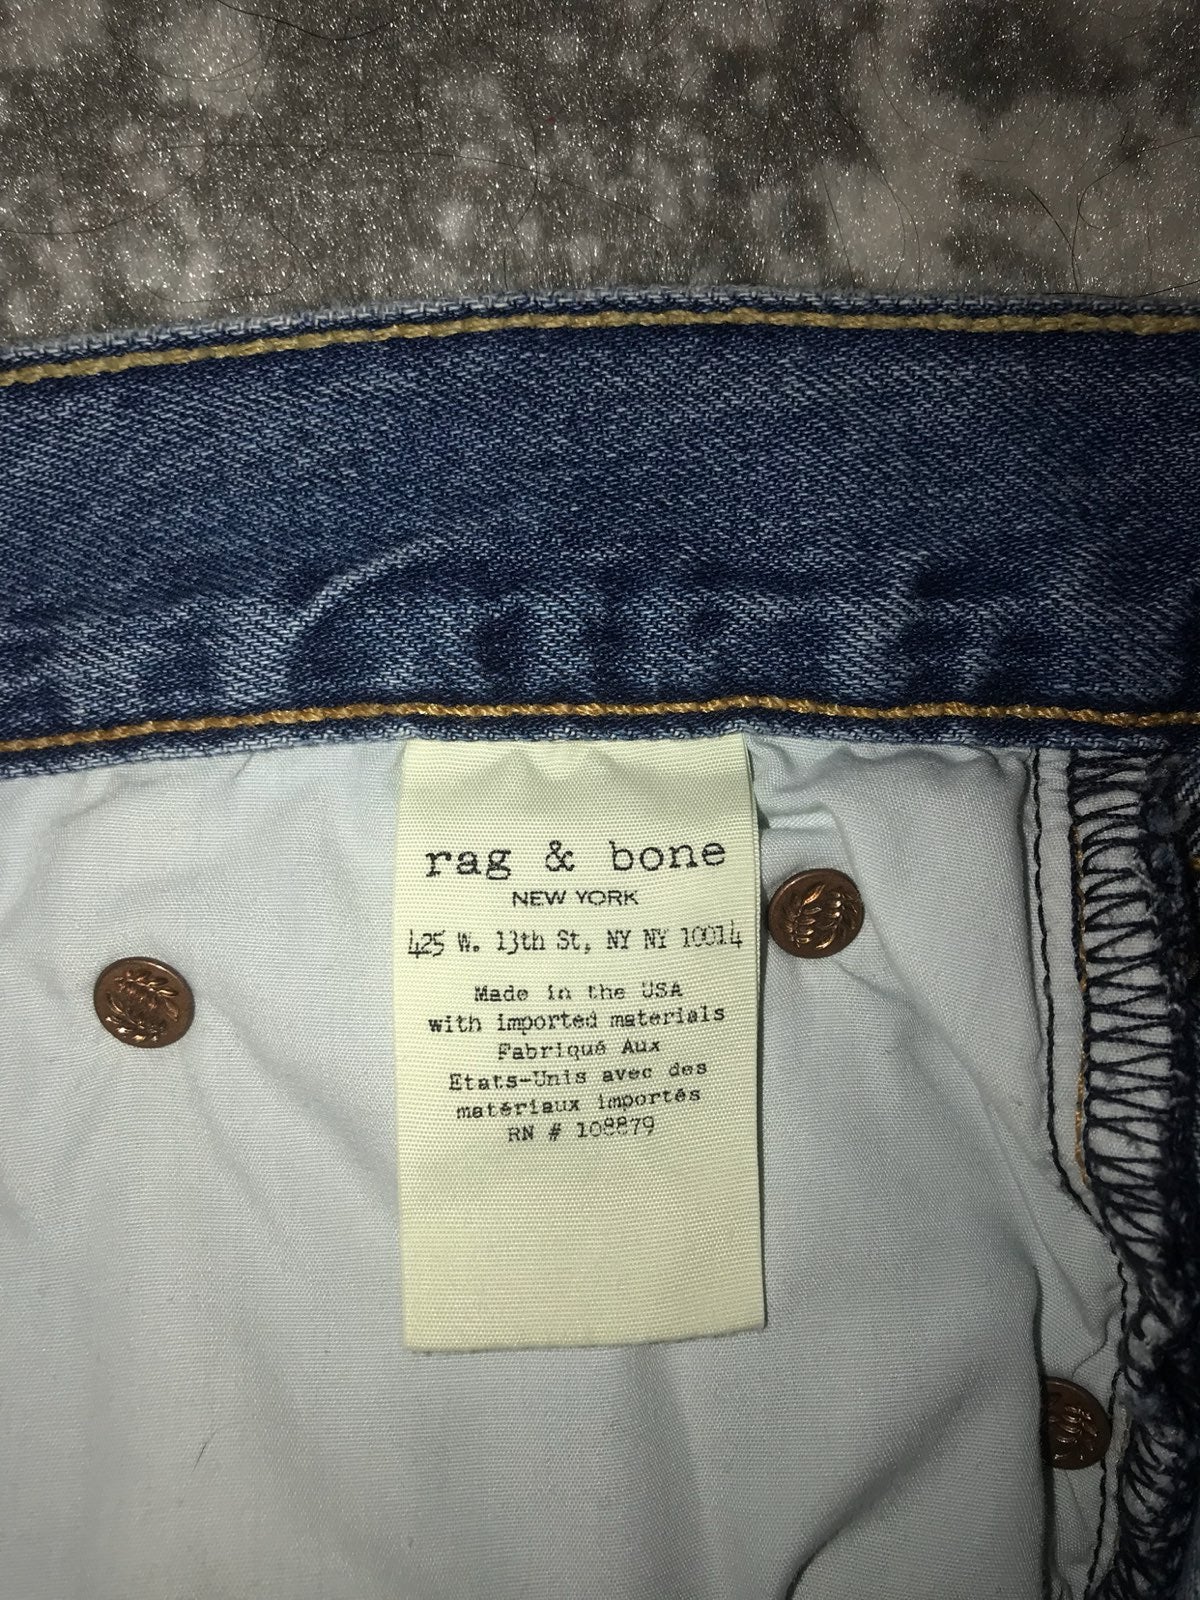 rag & bone
NEW YORK
425 W. 13th St, NY NY 10014
Made in the USA
with imported materials
Fabriqué Aux
Etats-Unis avec des
matériaux importés
RN # 108879